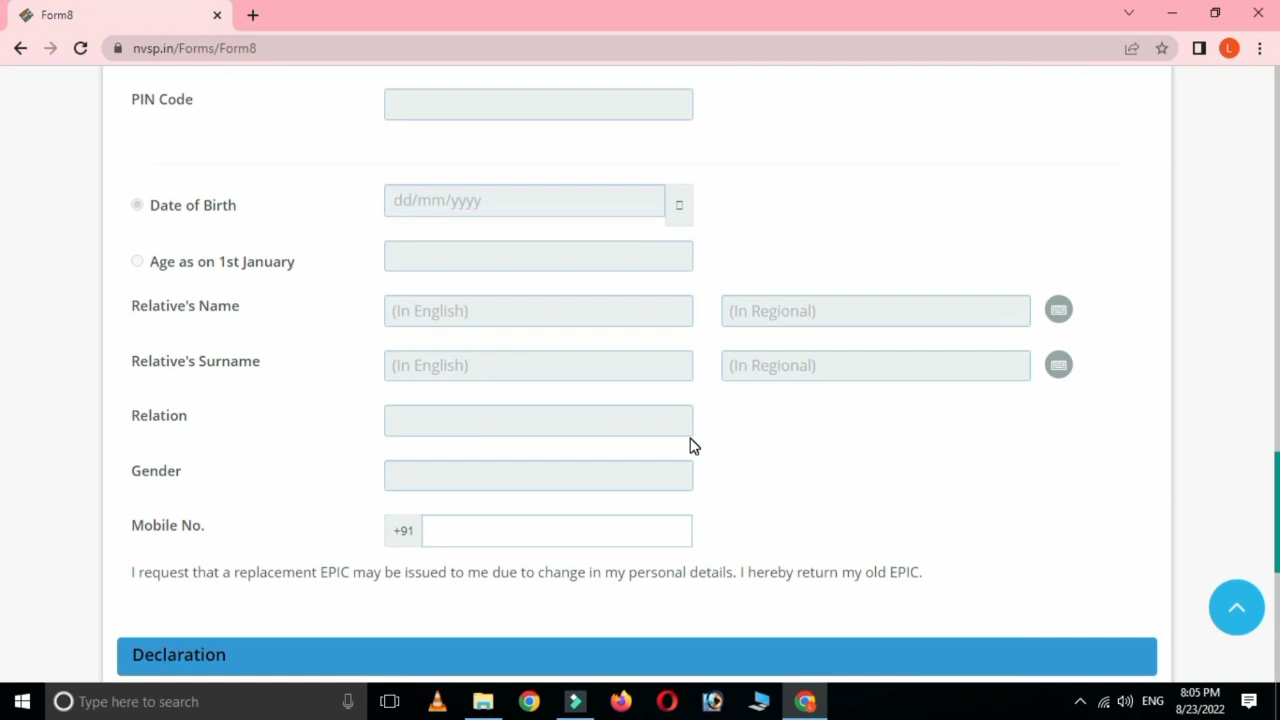 Form8
nvsp.in/Forms/Form8
L
PIN Code
Date of Birth
dd/mm/yyyy
Age as on 1st January
Relative's Name
(In English)
(In Regional)
Relative's Surname
(In English)
(In Regional)
Relation
Gender
Mobile No.
+91
I request that a replacement EPIC may be issued to me due to change in my personal details. I hereby return my old EPIC.
Declaration
Type here to search
ENG
8:05 PM
8/23/2022